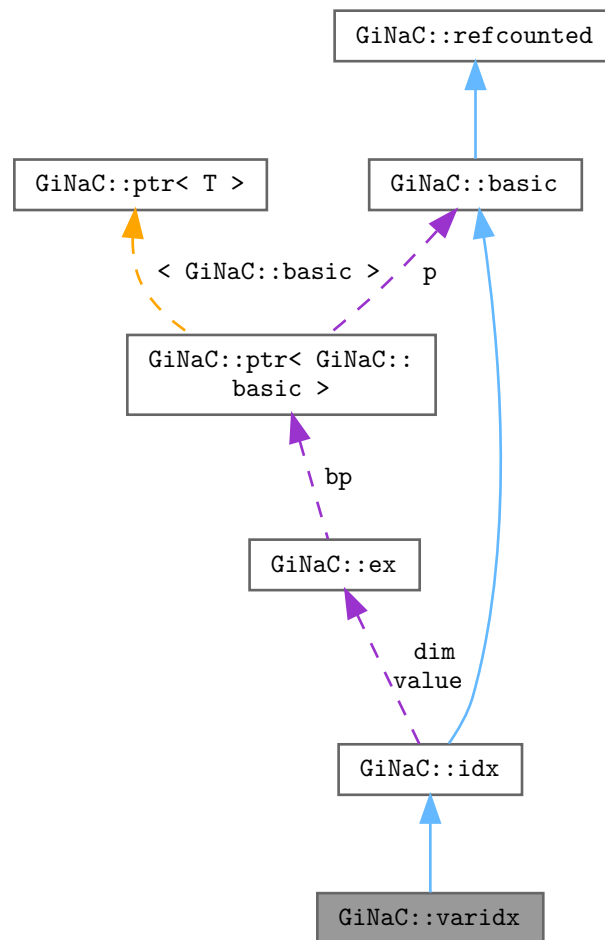 GiNaC::refcounted
GiNaC::ptr< T >
GiNaC::basic
< GiNaC::basic >
p
GiNaC::ptr< GiNaC::
basic >
bp
GiNaC::ex
dim
value
GiNaC::idx
GiNaC::varidx